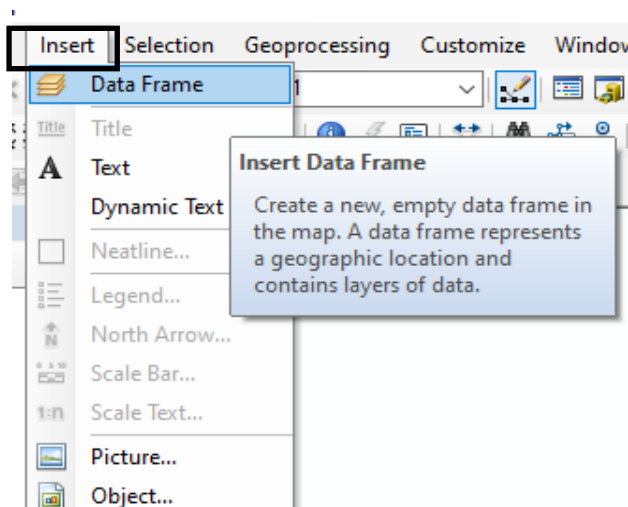 Insert Selection Geoprocessing Customize Window
Data Frame
Title Title
A Text
Dynamic Text
Neatline...
Legend...
N North Arrow...
Scale Bar...
1:n Scale Text...
Picture...
Object...
Insert Data Frame
Create a new, empty data frame in
the map. A data frame represents
a geographic location and
contains layers of data.